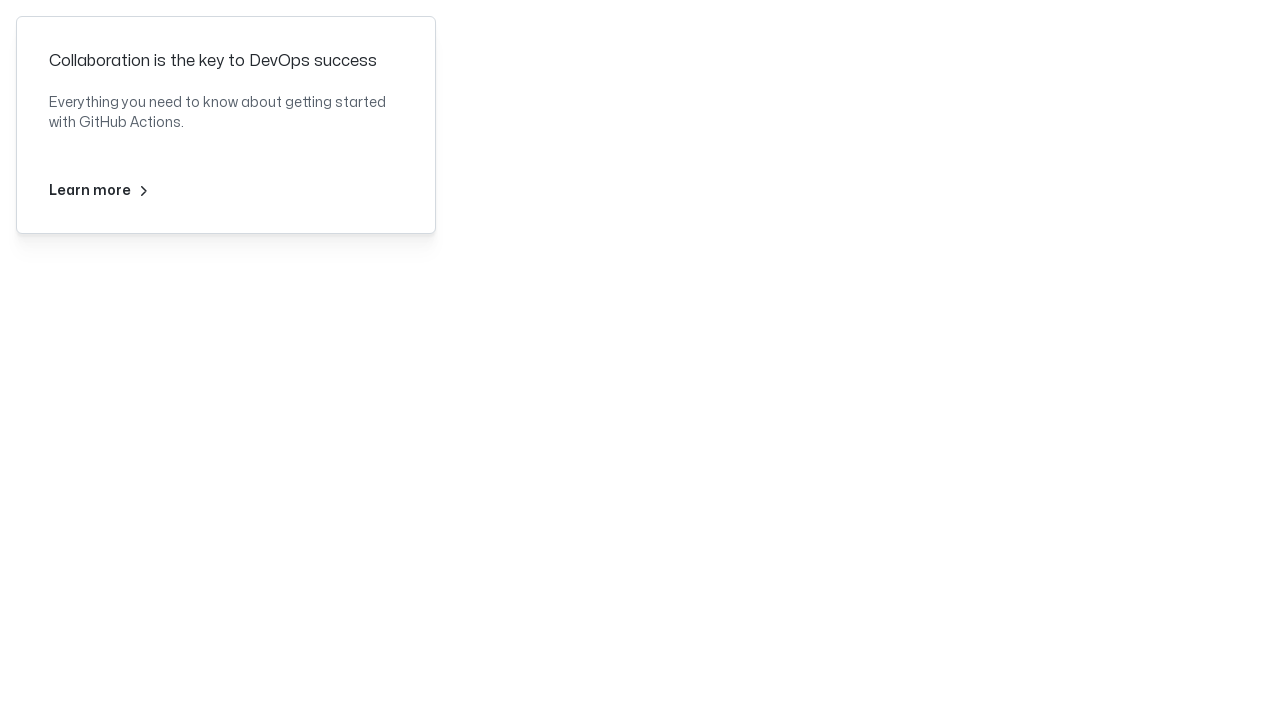 Collaboration is the key to DevOps success
Everything you need to know about getting started
with GitHub Actions.
Learn more